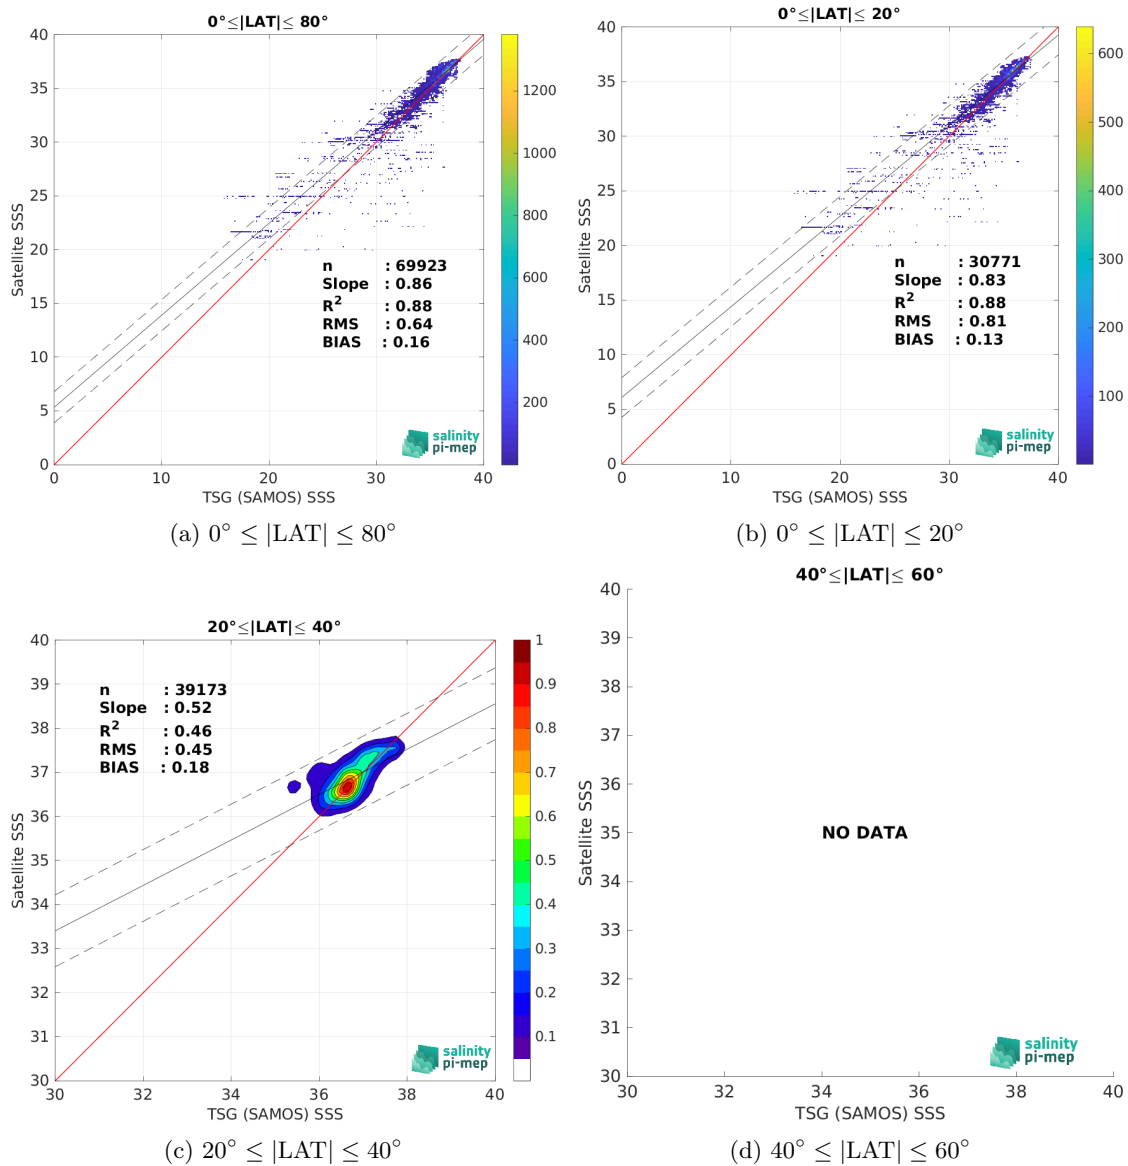 0°≤|LAT|≤ 80°
40
35
30
25
20
15
10
5
0
Satellite SSS
n : 69923
Slope : 0.86
R2 : 0.88
RMS : 0.64
BIAS : 0.16
salinity
pi-mep
0 10 20 30 40
TSG (SAMOS) SSS
1200
1000
800
600
400
200
(a) 0° ≤ |LAT| ≤ 80°
0°≤|LAT|≤ 20°
40
35
30
25
20
15
10
5
0
Satellite SSS
n : 30771
Slope : 0.83
R2 : 0.88
RMS : 0.81
BIAS : 0.13
salinity
pi-mep
0 10 20 30 40
TSG (SAMOS) SSS
600
500
400
300
200
100
(b) 0° ≤ |LAT| ≤ 20°
20°≤|LAT|≤ 40°
40
39
38
37
36
35
34
33
32
31
30
Satellite SSS
n : 39173
Slope : 0.52
R2 : 0.46
RMS : 0.45
BIAS : 0.18
salinity
pi-mep
30 32 34 36 38 40
TSG (SAMOS) SSS
1
0.9
0.8
0.7
0.6
0.5
0.4
0.3
0.2
0.1
(c) 20° ≤ |LAT| ≤ 40°
40°≤|LAT|≤ 60°
40
39
38
37
36
35
34
33
32
31
30
Satellite SSS
NO DATA
salinity
pi-mep
30 32 34 36 38 40
TSG (SAMOS) SSS
(d) 40° ≤ |LAT| ≤ 60°